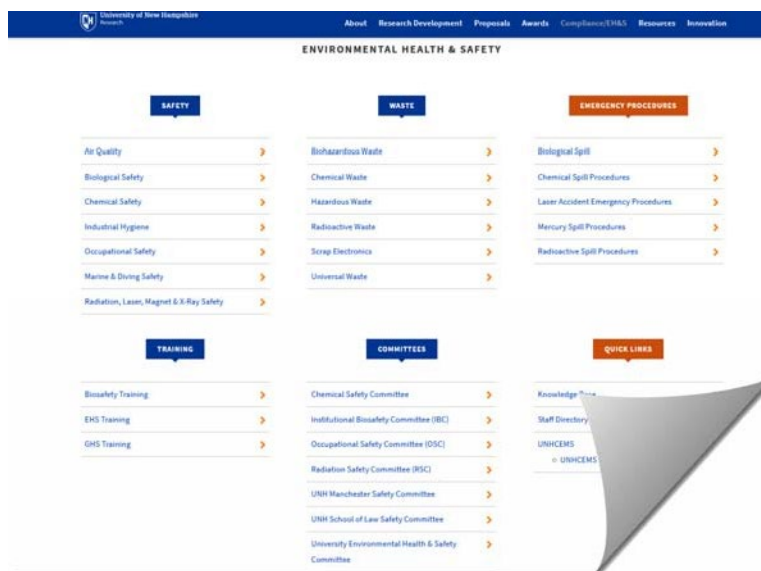 University of New Hampshire
Research
About Research Development Proposals Awards Compliance/EH&S Resources Innovation
ENVIRONMENTAL HEALTH & SAFETY
SAFETY
Air Quality
Biological Safety
Chemical Safety
Industrial Hygiene
Occupational Safety
Marine & Diving Safety
Radiation, Laser, Magnet & X-Ray Safety
WASTE
Biohazardous Waste
Chemical Waste
Hazardous Waste
Radioactive Waste
Scrap Electronics
Universal Waste
EMERGENCY PROCEDURES
Biological Spill
Chemical Spill Procedures
Laser Accident Emergency Procedures
Mercury Spill Procedures
Radioactive Spill Procedures
TRAINING
Biosafety Training
EHS Training
GHS Training
COMMITTEES
Chemical Safety Committee
Institutional Biosafety Committee (IBC)
Occupational Safety Committee (OSC)
Radiation Safety Committee (RSC)
UNH Manchester Safety Committee
UNH School of Law Safety Committee
University Environmental Health & Safety
Committee
QUICK LINKS
Knowledge
Staff Directory
UNHCEMS
UNHCEMS